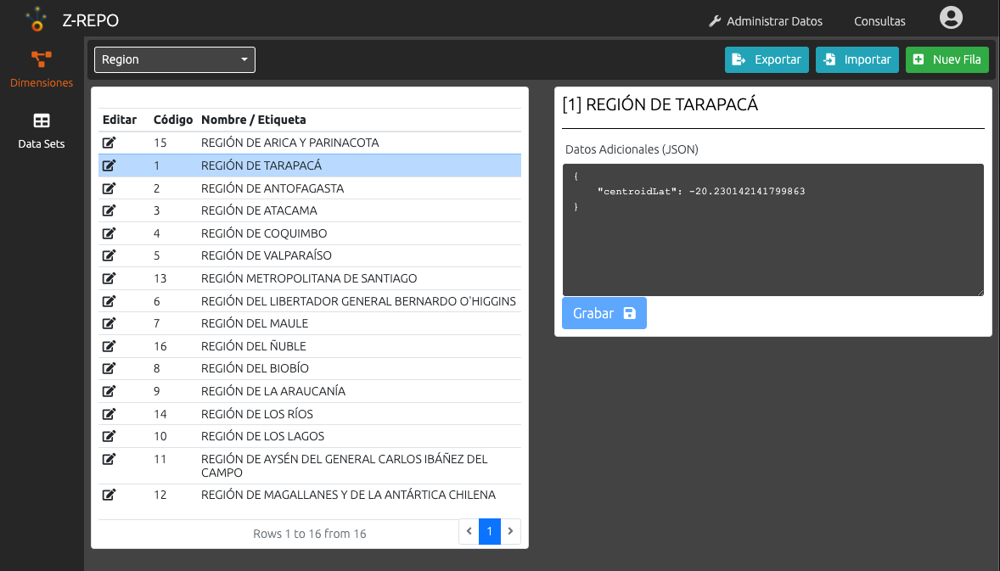 Z-REPO
Administrar Datos
Consultas
Dimensiones
Data Sets
Region
Exportar
Importar
Nuev Fila
Editar Código Nombre / Etiqueta
15 REGIÓN DE ARICA Y PARINACOTA
1 REGIÓN DE TARAPACÁ
2 REGIÓN DE ANTOFAGASTA
3 REGIÓN DE ATACAMA
4 REGIÓN DE COQUIMBO
5 REGIÓN DE VALPARAÍSO
13 REGIÓN METROPOLITANA DE SANTIAGO
6 REGIÓN DEL LIBERTADOR GENERAL BERNARDO O'HIGGINS
7 REGIÓN DEL MAULE
16 REGIÓN DEL ÑUBLE
8 REGIÓN DEL BIOBÍO
9 REGIÓN DE LA ARAUCANÍA
14 REGIÓN DE LOS RÍOS
10 REGIÓN DE LOS LAGOS
11 REGIÓN DE AYSÉN DEL GENERAL CARLOS IBÁÑEZ DEL
CAMPO
12 REGIÓN DE MAGALLANES Y DE LA ANTÁRTICA CHILENA
Rows 1 to 16 from 16
1
[1] REGIÓN DE TARAPACÁ
Datos Adicionales (JSON)
{
"centroidLat": -20.230142141799863
}
Grabar